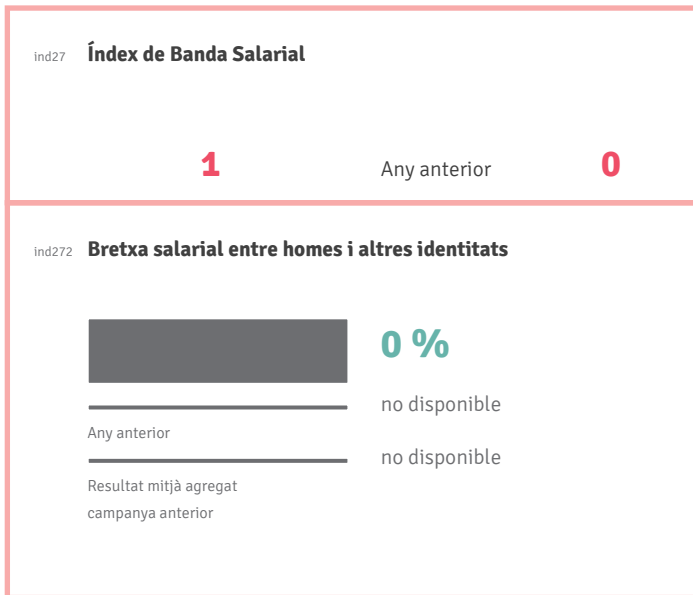 ind27 Índex de Banda Salarial
1 Any anterior 0
ind272 Bretxa salarial entre homes i altres identitats
0 %
no disponible
Any anterior
no disponible
Resultat mitjà agregat
campanya anterior